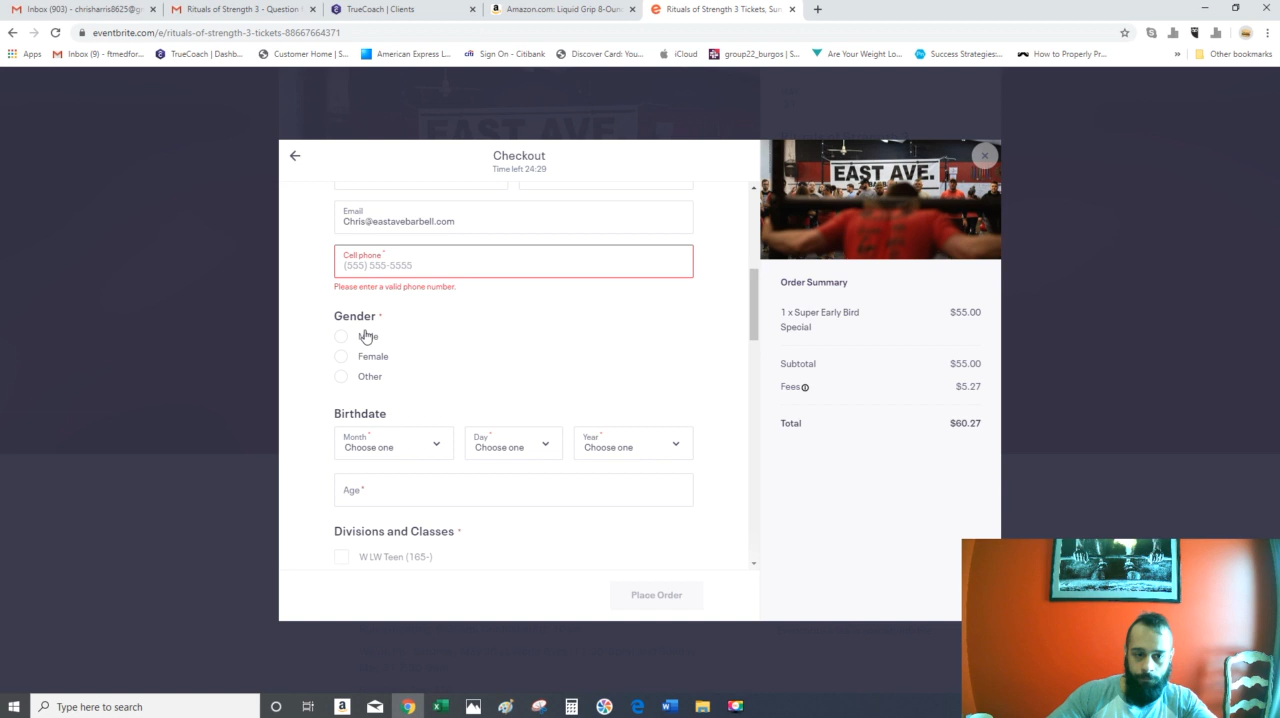 Inbox (903) - chrisharris8625@gr
Rituals of Strength 3 - Question
TrueCoach | Clients
Amazon.com: Liquid Grip 8-Oun
Rituals of Strength 3 Tickets, Sun
eventbrite.com/e/rituals-of-strength-3-tickets-88667664371
Apps
Inbox (9) - ftmedfor...
TrueCoach | Dashb...
Customer Home | S...
American Express L...
citi Sign On - Citibank
Discover Card: You...
iCloud
group22_burgos | S...
Are Your Weight Lo...
Success Strategies:...
How to Properly Pr...
Other bookmarks
Checkout
Time left 24:29
EAST AVE.
Email
Chris@eastavebarbell.com
Cell phone *
(555) 555-5555
Please enter a valid phone number.
Gender *
Female
Other
Birthdate
Month * Day * Year *
Choose one Choose one Choose one
Age *
Divisions and Classes *
W LW Teen (165-)
Place Order
Order Summary
1 x Super Early Bird Special $55.00
Subtotal $55.00
Fees $5.27
Total $60.27
Type here to search